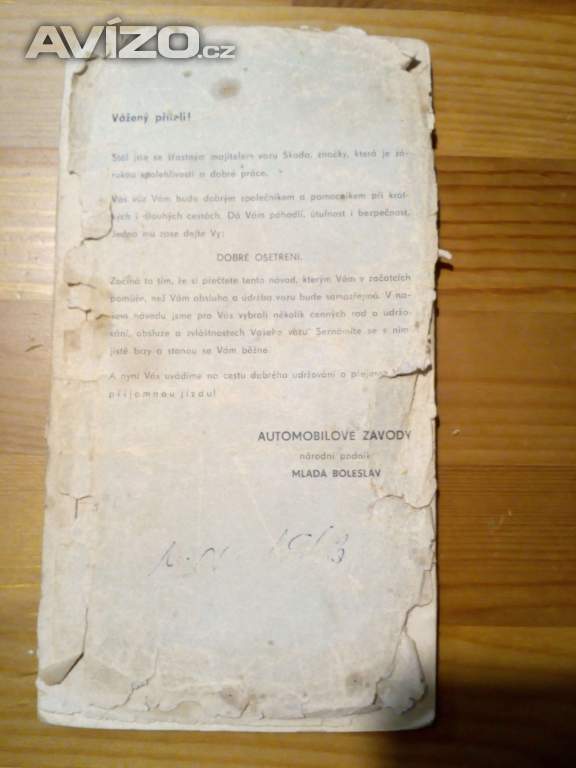 AVÍZO.cz
Vážený příteli!
Stal jste se šťastným majitelem vozu Škoda, značky, která je zá-
rukou spolehlivosti a dobré práce.
Váš vůz Vám bude dobrým společníkem a pomocníkem při krát-
kých i dlouhých cestách. Dá Vám pohodlí, útulnost i bezpečnost,
Jedno mu zase dejte Vy:
DOBRÉ OŠETŘENÍ.
Začíná to tím, že si přečtete tento návod, kterým Vám v začátcích
pomůže, než Vám obsluha a údržba vozu bude samozřejmá. V na-
šem návodu jsme pro Vás vybrali několik cenných rad o udržo-
vání, obsluze a zvláštnostech Vašeho vozu. Seznámíte se s ním
jistě brzy a stanou se Vám běžné.
A nyní Vás uvádíme na cestu dobrého udržování a přejeme
příjemnou jízdu!
AUTOMOBILOVÉ ZÁVODY
národní podnik
MLADÁ BOLESLAV